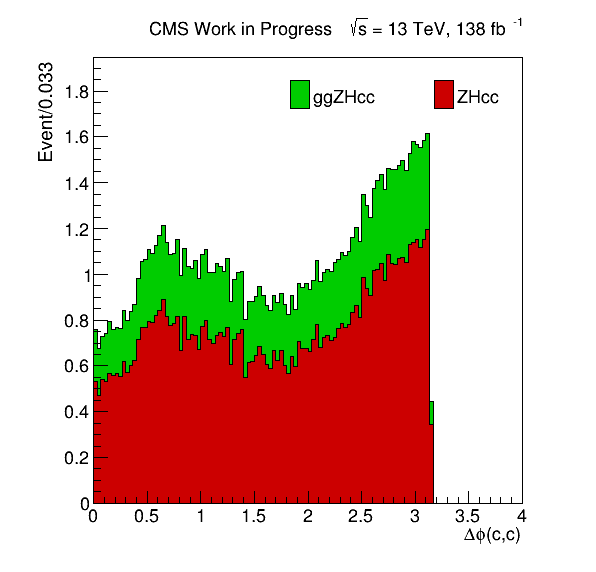 CMS Work in Progress √s = 13 TeV, 138 fb⁻¹
Event/0.033
ggZHcc ZHcc
1.8
1.6
1.4
1.2
1
0.8
0.6
0.4
0.2
0
0 0.5 1 1.5 2 2.5 3 3.5 4
Δϕ(c,c)